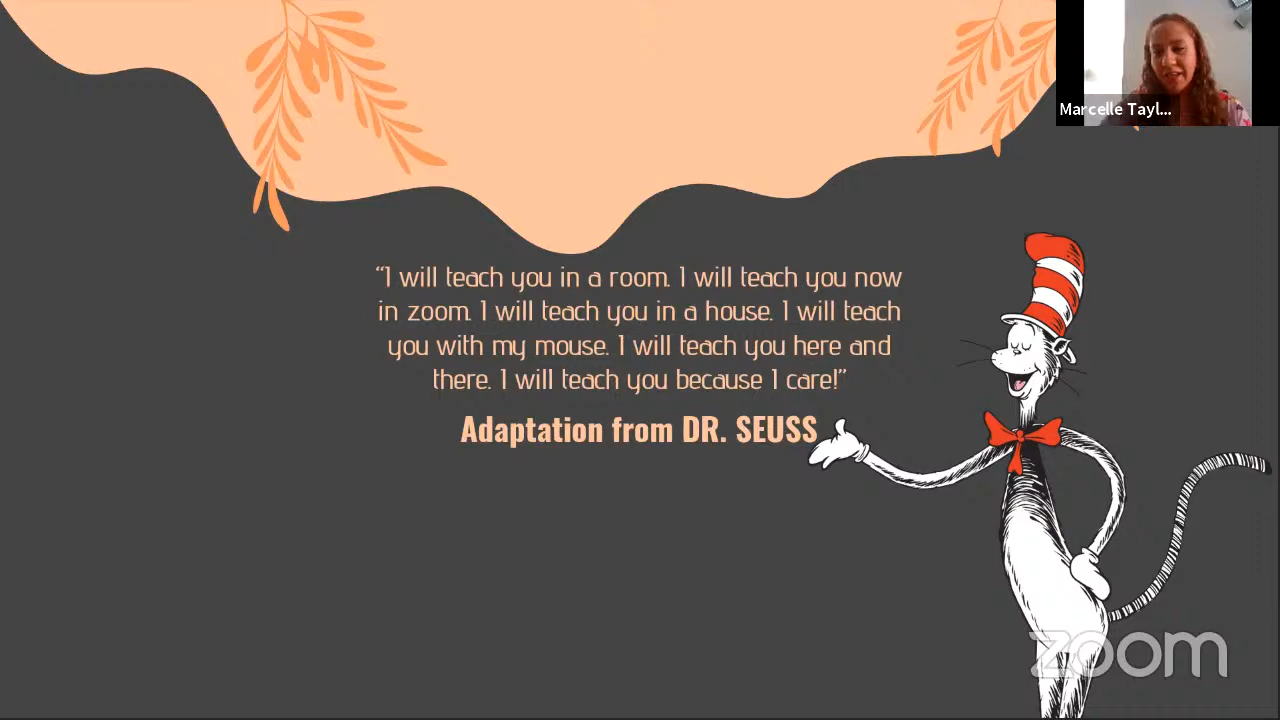 Marcelle Tayl...
“I will teach you in a room. I will teach you now
in zoom. I will teach you in a house. I will teach
you with my mouse. I will teach you here and
there. I will teach you because I care!”
Adaptation from DR. SEUSS
zoom